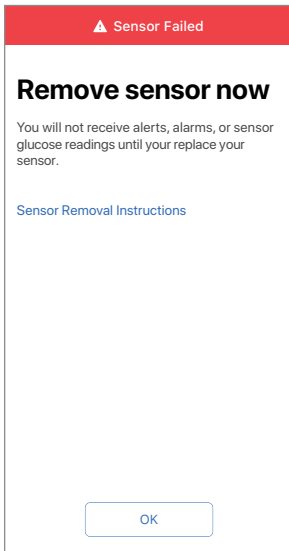 Sensor Failed
Remove sensor now
You will not receive alerts, alarms, or sensor
glucose readings until your replace your
sensor.
Sensor Removal Instructions
OK